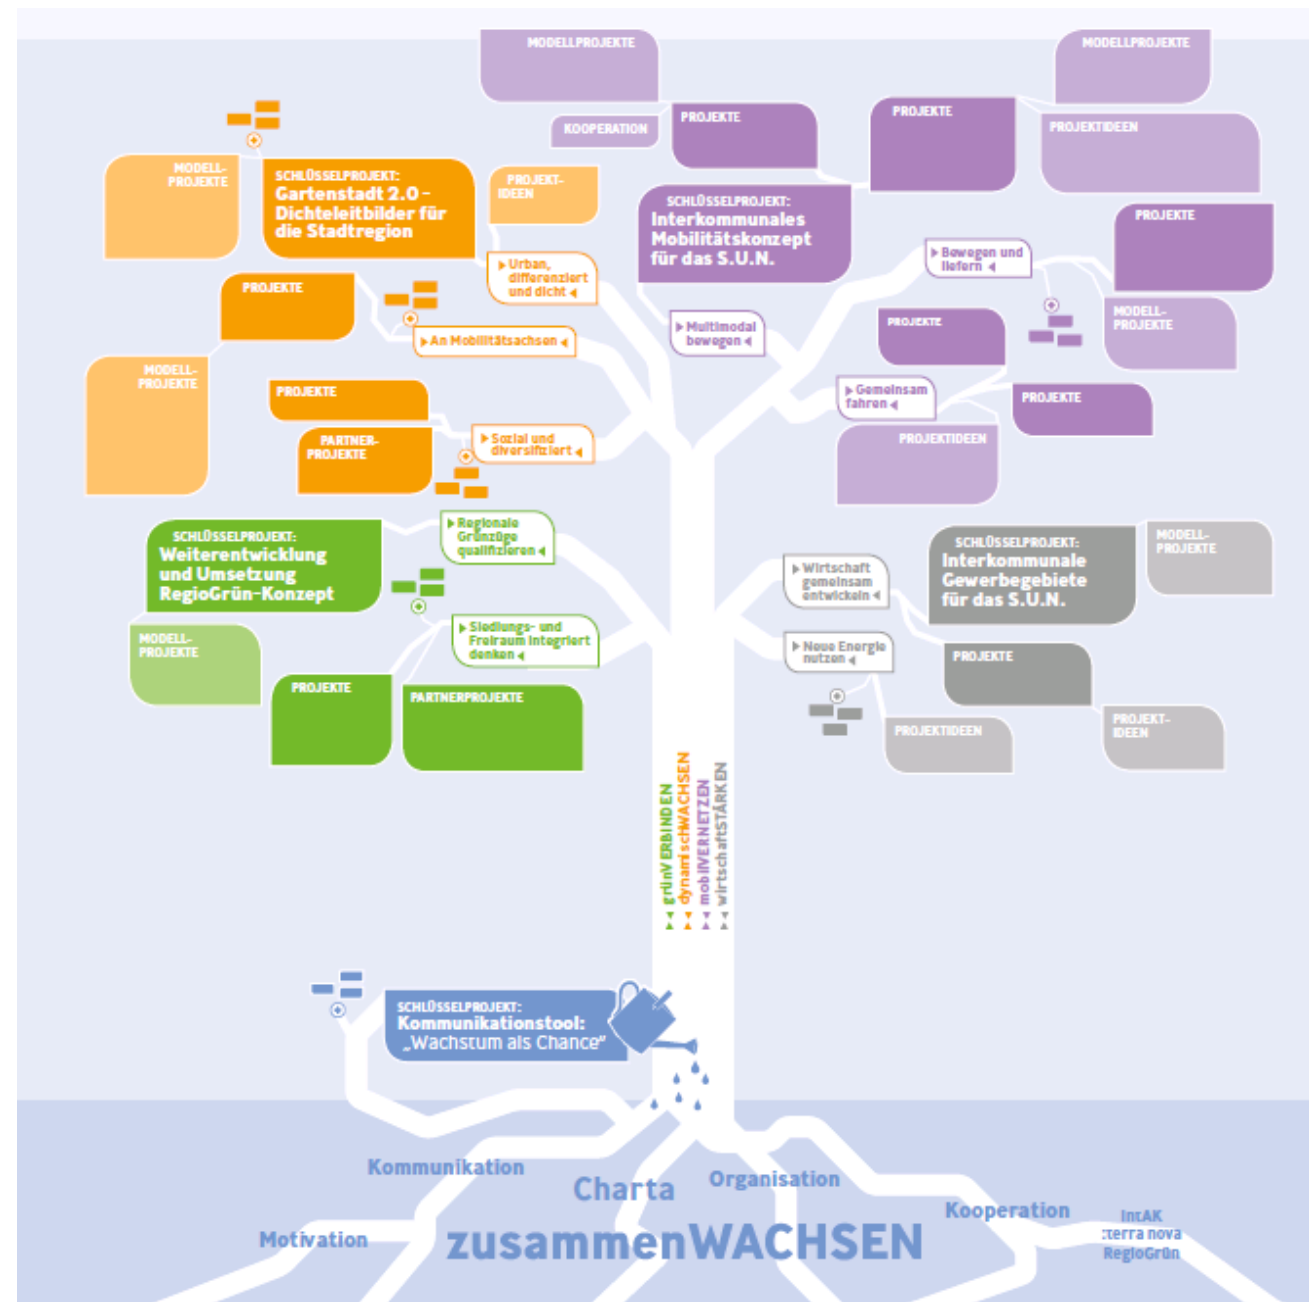 MODELLPROJEKTE
MODELLPROJEKTE
KOOPERATION
PROJEKTE
PROJEKTE
PROJEKTIDEEN
MODELL-
PROJEKTE
SCHLÜSSELPROJEKT:
Gartenstadt 2.0 –
Dichteleitbilder für
die Stadtregion
PROJEKT-
IDEEN
SCHLÜSSELPROJEKT:
Interkommunales
Mobilitätskonzept
für das S.U.N.
PROJEKTE
Urban,
differenziert
und dicht
Bewegen und
liefern
PROJEKTE
An Mobilitätsachsen
Multimodal
bewegen
PROJEKTE
MODELL-
PROJEKTE
MODELL-
PROJEKTE
PROJEKTE
Gemeinsam
fahren
PROJEKTE
PARTNER-
PROJEKTE
Sozial und
diversifiziert
PROJEKTIDEEN
SCHLÜSSELPROJEKT:
Weiterentwicklung
und Umsetzung
RegioGrün-Konzept
Regionale
Grünzüge
qualifizieren
Wirtschaft
gemeinsam
entwickeln
SCHLÜSSELPROJEKT:
Interkommunale
Gewerbegebiete
für das S.U.N.
MODELL-
PROJEKTE
MODELL-
PROJEKTE
Siedlungs- und
Freiraum integriert
denken
Neue Energie
nutzen
PROJEKTE
PROJEKTE
PARTNERPROJEKTE
PROJEKTIDEEN
PROJEKT-
IDEEN
grünVERBINDEN
dynamischWACHSEN
mobilVERNETZEN
wirtschaftSTÄRKEN
SCHLÜSSELPROJEKT:
Kommunikationstool:
„Wachstum als Chance“
Kommunikation
Charta
Organisation
Motivation
zusammenWACHSEN
Kooperation
IntAK
:terra nova
RegioGrün